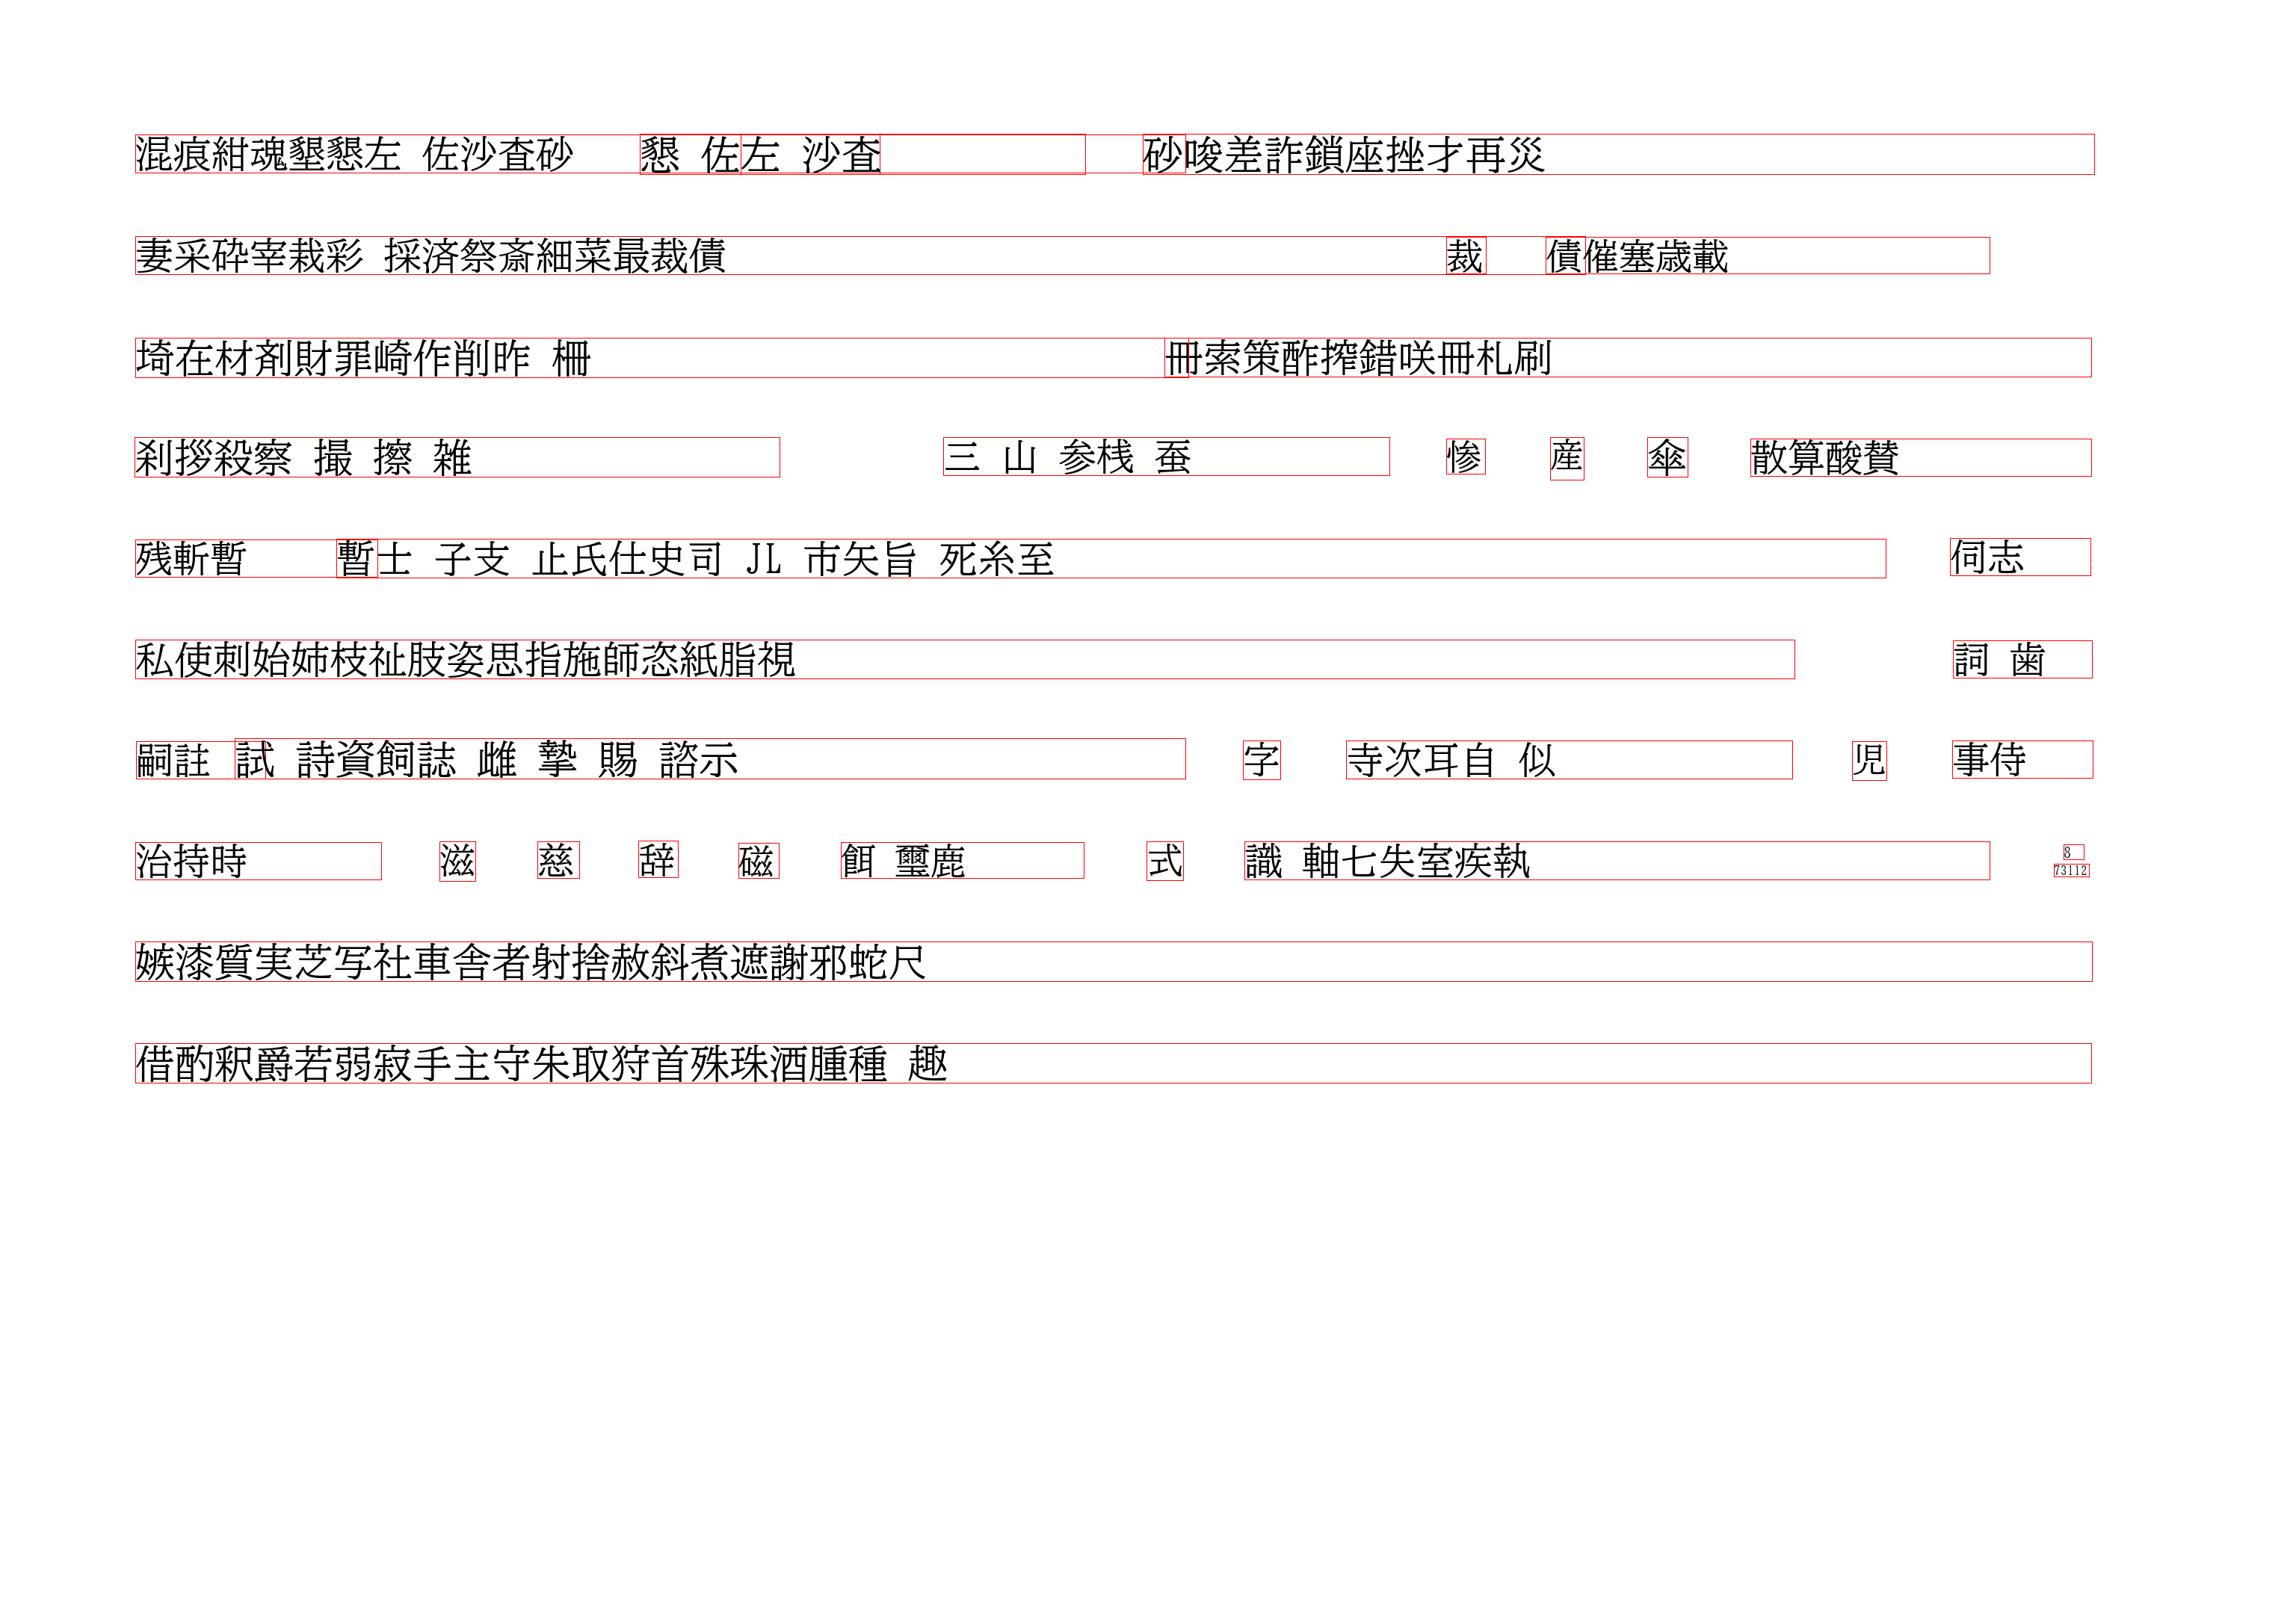 混痕紺魂墾懇左 佐沙査砂 懇 佐左 沙査 砂唆差詐鎖座挫才再災
妻采砕宰栽彩 採済祭斎細菜最裁債 裁 債催塞歳載
埼在材剤財罪崎作削昨 柵 冊索策酢搾錯咲冊札刷
刹拶殺察 撮 擦 雑 三 山 参桟 蚕 惨 産 傘 散算酸賛
残斬暫 暫士 子支 止氏仕史司 JL 市矢旨 死糸至 伺志
私使刺始姉枝祉肢姿思指施師恣紙脂視 詞 歯
嗣註 試 詩資飼誌 雌 摯 賜 諮示 字 寺次耳自 似 児 事侍
治持時 滋 慈 辞 磁 餌 璽鹿 式 識 軸七失室疾執 8
73112
嫉漆質実芝写社車舎者射捨赦斜煮遮謝邪蛇尺
借酌釈爵若弱寂手主守朱取狩首殊珠酒腫種 趣